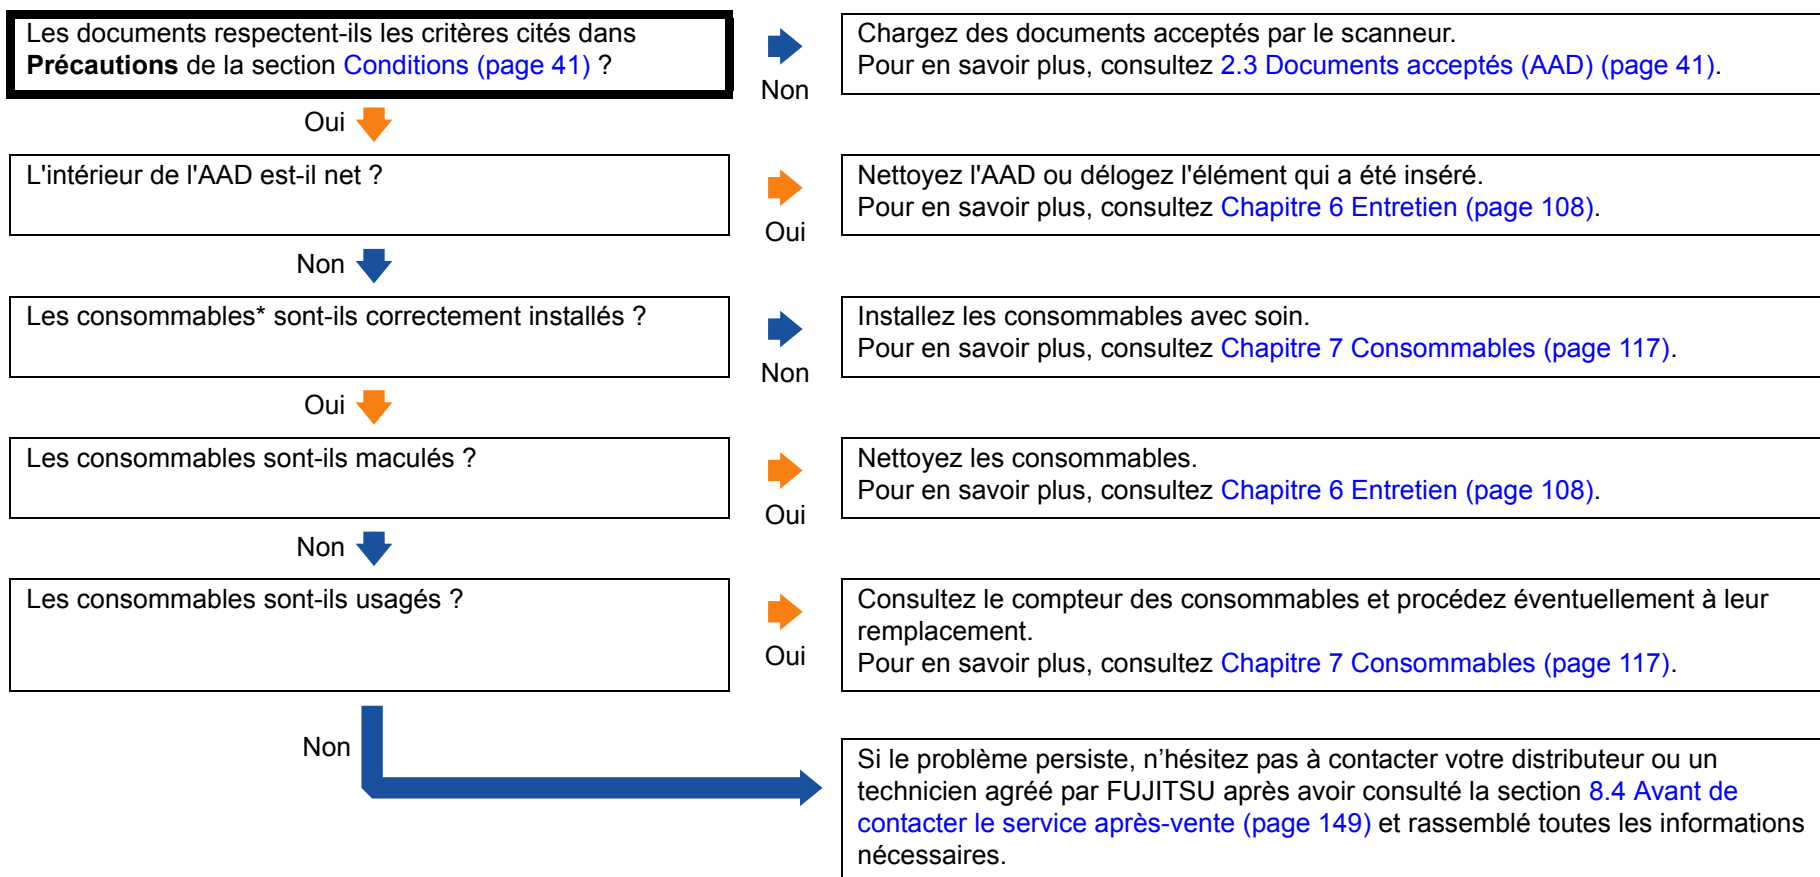 Les documents respectent-ils les critères cités dans
Précautions de la section Conditions (page 41) ?
Non
Chargez des documents acceptés par le scanneur.
Pour en savoir plus, consultez 2.3 Documents acceptés (AAD) (page 41).
Oui
L'intérieur de l'AAD est-il net ?
Oui
Nettoyez l'AAD ou délogez l'élément qui a été inséré.
Pour en savoir plus, consultez Chapitre 6 Entretien (page 108).
Non
Les consommables* sont-ils correctement installés ?
Non
Installez les consommables avec soin.
Pour en savoir plus, consultez Chapitre 7 Consommables (page 117).
Oui
Les consommables sont-ils maculés ?
Oui
Nettoyez les consommables.
Pour en savoir plus, consultez Chapitre 6 Entretien (page 108).
Non
Les consommables sont-ils usagés ?
Oui
Consultez le compteur des consommables et procédez éventuellement à leur
remplacement.
Pour en savoir plus, consultez Chapitre 7 Consommables (page 117).
Non
Si le problème persiste, n’hésitez pas à contacter votre distributeur ou un
technicien agréé par FUJITSU après avoir consulté la section 8.4 Avant de
contacter le service après-vente (page 149) et rassemblé toutes les informations
nécessaires.